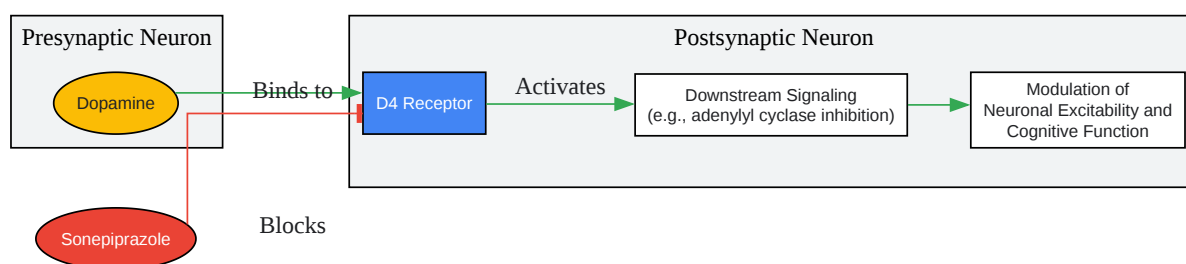 Presynaptic Neuron
Postsynaptic Neuron
Dopamine
Binds to
D4 Receptor
Activates
Downstream Signaling
(e.g., adenylyl cyclase inhibition)
Modulation of
Neuronal Excitability and
Cognitive Function
Sonepiprazole
Blocks